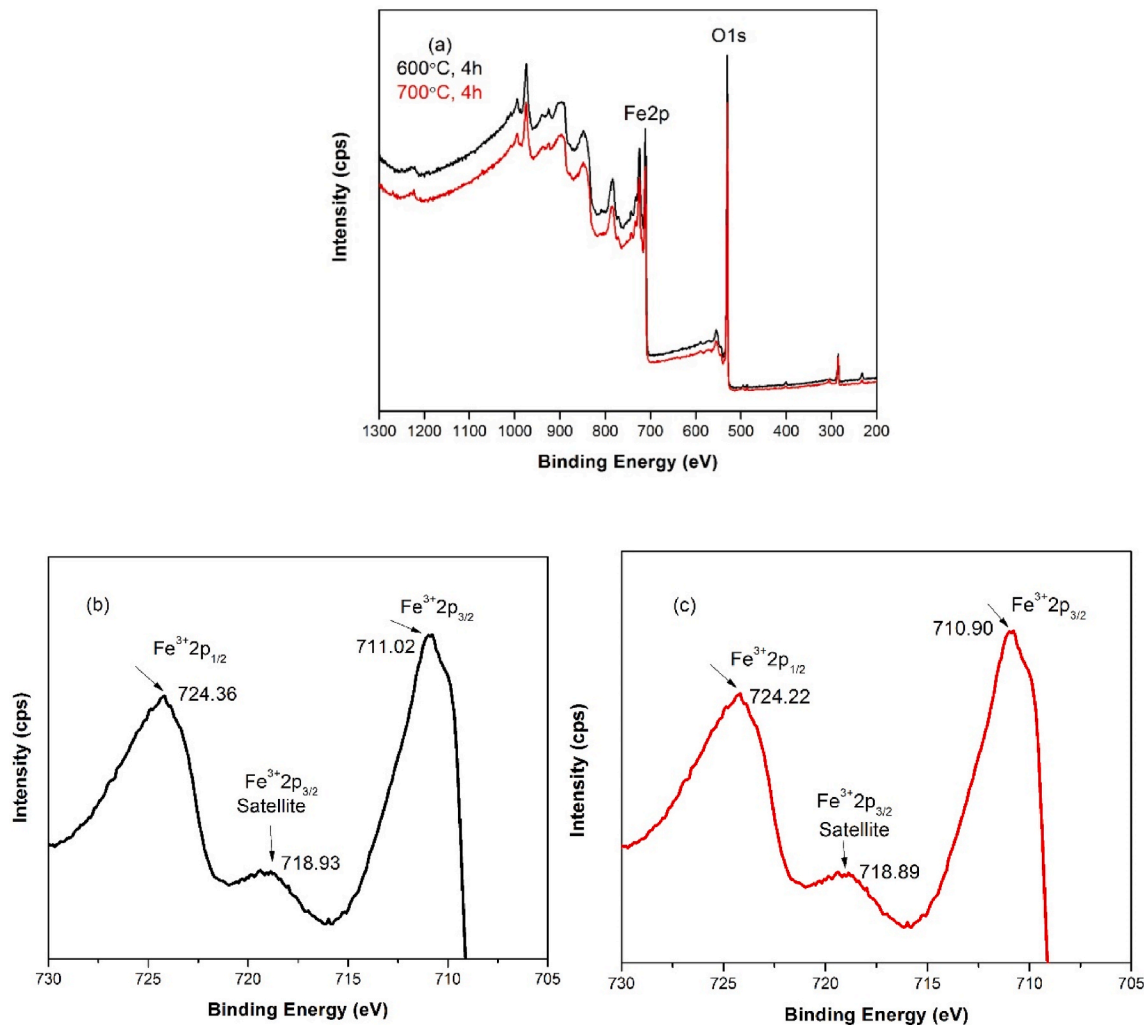 (a)
600°C, 4h
700°C, 4h
O1s
Fe2p
Intensity (cps)
1300 1200 1100 1000 900 800 700 600 500 400 300 200
Binding Energy (eV)
(b)
Fe³⁺2p₃/₂
711.02
Fe³⁺2p₁/₂
724.36
Fe³⁺2p₃/₂
Satellite
718.93
Intensity (cps)
730 725 720 715 710 705
Binding Energy (eV)
(c)
Fe³⁺2p₃/₂
710.90
Fe³⁺2p₁/₂
724.22
Fe³⁺2p₃/₂
Satellite
718.89
Intensity (cps)
730 725 720 715 710 705
Binding Energy (eV)